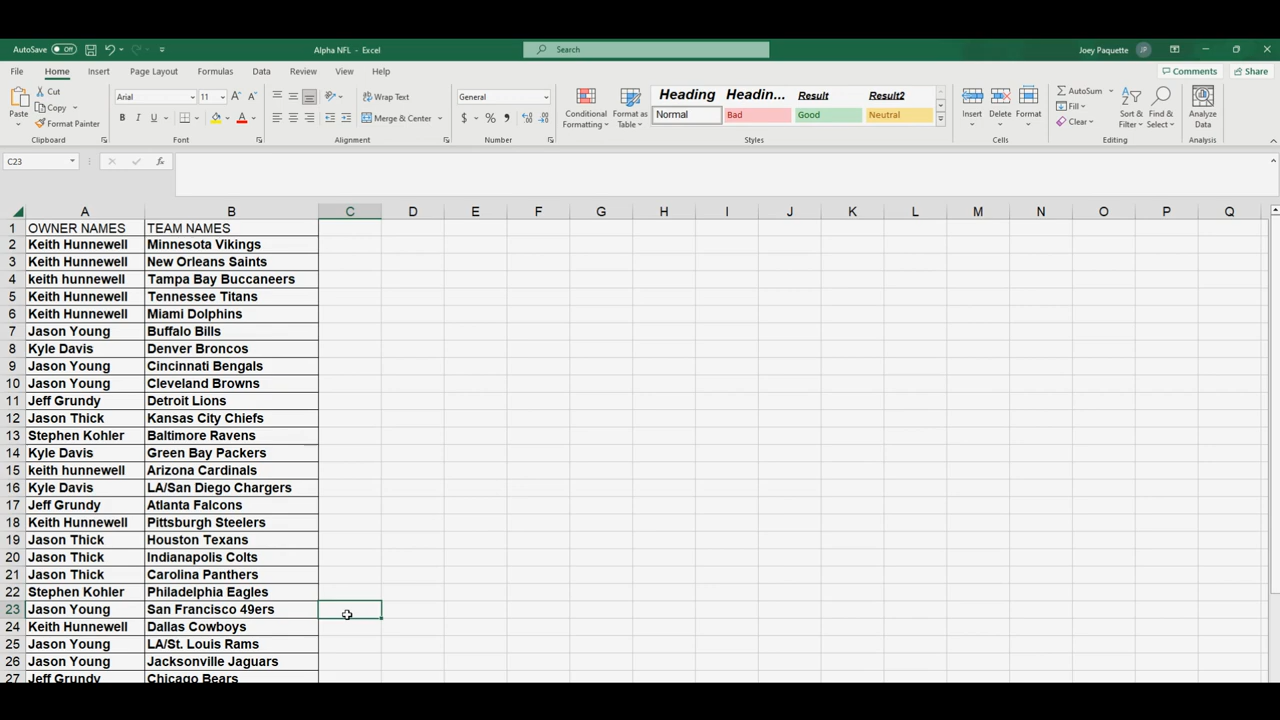 AutoSave Off Alpha NFL - Excel Search Joey Paquette JP
File Home Insert Page Layout Formulas Data Review View Help Comments Share
Cut Arial 11 Wrap Text General Heading Headin... Result Result2 AutoSum
Copy Fill
Paste Format Painter Merge & Center Conditional Formatting Format as Table Normal Bad Good Neutral Insert Delete Format Clear Sort & Filter Find & Select Analyze Data
Clipboard Font Alignment Number Styles Cells Editing Analysis
C23 fx
A B C D E F G H I J K L M N O P Q
1 OWNER NAMES TEAM NAMES
2 Keith Hunnewell Minnesota Vikings
3 Keith Hunnewell New Orleans Saints
4 keith hunnewell Tampa Bay Buccaneers
5 Keith Hunnewell Tennessee Titans
6 Keith Hunnewell Miami Dolphins
7 Jason Young Buffalo Bills
8 Kyle Davis Denver Broncos
9 Jason Young Cincinnati Bengals
10 Jason Young Cleveland Browns
11 Jeff Grundy Detroit Lions
12 Jason Thick Kansas City Chiefs
13 Stephen Kohler Baltimore Ravens
14 Kyle Davis Green Bay Packers
15 keith hunnewell Arizona Cardinals
16 Kyle Davis LA/San Diego Chargers
17 Jeff Grundy Atlanta Falcons
18 Keith Hunnewell Pittsburgh Steelers
19 Jason Thick Houston Texans
20 Jason Thick Indianapolis Colts
21 Jason Thick Carolina Panthers
22 Stephen Kohler Philadelphia Eagles
23 Jason Young San Francisco 49ers
24 Keith Hunnewell Dallas Cowboys
25 Jason Young LA/St. Louis Rams
26 Jason Young Jacksonville Jaguars
27 Jeff Grundy Chicago Bears